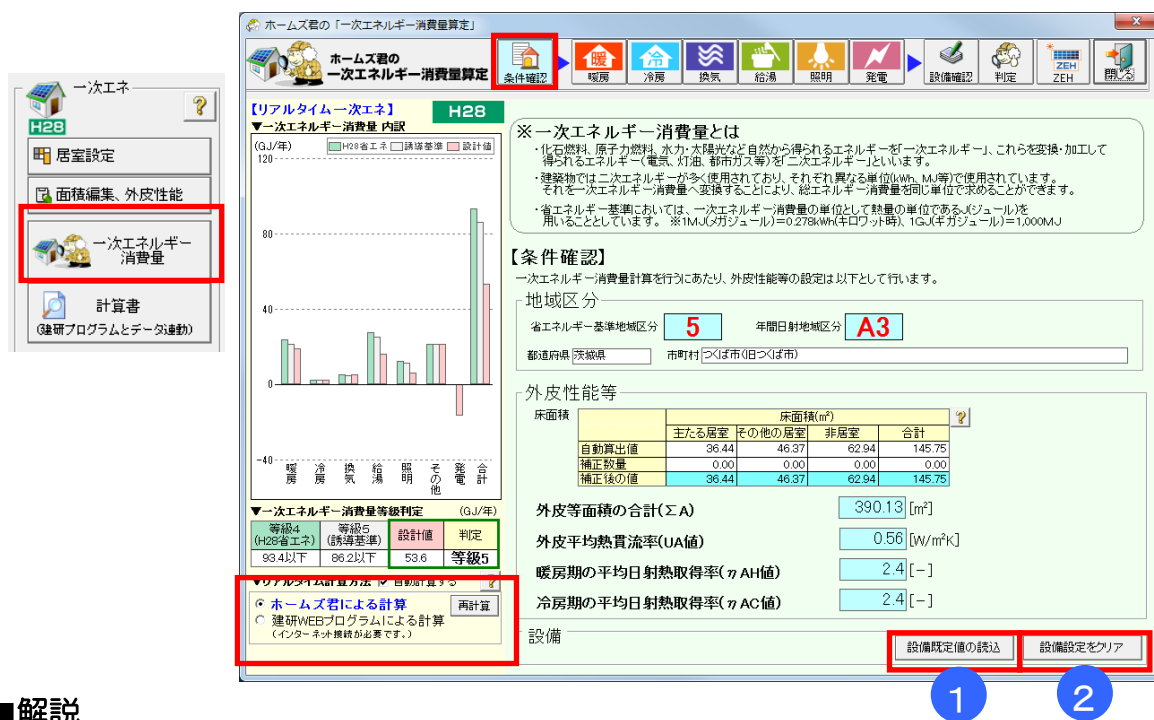 一次エネ
?
H28
居室設定
面積編集、外皮性能
一次エネルギー
消費量
計算書
(建研プログラムとデータ連動)
ホームズ君の「一次エネルギー消費量算定」
x
ホームズ君の
一次エネルギー消費量算定
条件確認
暖
暖房
冷
冷房
換気
給湯
照明
発電
設備確認
判定
ZEH
ZEH
閉じる
【リアルタイム一次エネ】
H28
▼一次エネルギー消費量 内訳
(GJ/年)
H28省エネ 誘導基準 設計値
120
80
40
0
-40
暖房 冷房 換気 給湯 照明 その他 発電 合計
▼一次エネルギー消費量等級判定 (GJ/年)
等級4 等級5 設計値 判定
(H28省エネ) (誘導基準)
93.4以下 86.2以下 53.6 等級5
▼リアルタイム計算方法 自動計算する ?
ホームズ君による計算 再計算
建研WEBプログラムによる計算
(インターネット接続が必要です。)
※一次エネルギー消費量とは
・化石燃料、原子力燃料、水力・太陽光など自然から得られるエネルギーを「一次エネルギー」、これらを変換・加工して
得られるエネルギー(電気、灯油、都市ガス等)を「二次エネルギー」といいます。
・建築物では二次エネルギーが多く使用されており、それぞれ異なる単位(kWh、MJ等)で使用されています。
それを一次エネルギー消費量へ変換することにより、総エネルギー消費量を同じ単位で求めることができます。
・省エネルギー基準においては、一次エネルギー消費量の単位として熱量の単位であるJ(ジュール)を
用いることとしています。 ※1MJ(メガジュール)=0.278kWh(キロワット時)、1GJ(ギガジュール)=1,000MJ
【条件確認】
一次エネルギー消費量計算を行うにあたり、外皮性能等の設定は以下として行います。
地域区分
省エネルギー基準地域区分 5 年間日射地域区分 A3
都道府県 茨城県 市町村 つくば市(旧つくば市)
外皮性能等
床面積 床面積(m²) ?
主たる居室 その他の居室 非居室 合計
自動算出値 36.44 46.37 62.94 145.75
補正数量 0.00 0.00 0.00 0.00
補正後の値 36.44 46.37 62.94 145.75
外皮等面積の合計(ΣA) 390.13 [m²]
外皮平均熱貫流率(UA値) 0.56 [W/m²K]
暖房期の平均日射熱取得率(ηAH値) 2.4 [-]
冷房期の平均日射熱取得率(ηAC値) 2.4 [-]
設備
設備既定値の読込 設備設定をクリア
1 2
■解説